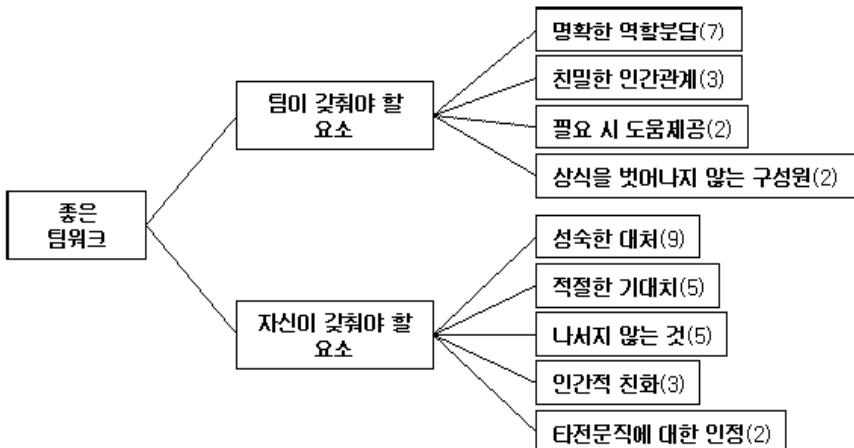 좋은
팀워크
팀이 갖춰야 할
요소
명확한 역할분담(7)
친밀한 인간관계(3)
필요 시 도움제공(2)
상식을 벗어나지 않는 구성원(2)
자신이 갖춰야 할
요소
성숙한 대처(9)
적절한 기대치(5)
나서지 않는 것(5)
인간적 친화(3)
타전문직에 대한 인정(2)